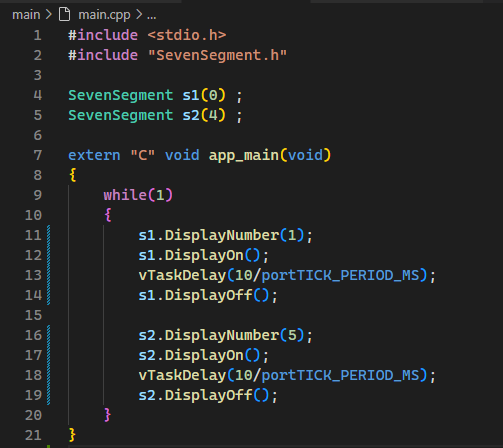 main > main.cpp > ...
1 #include <stdio.h>
2 #include "SevenSegment.h"
3
4 SevenSegment s1(0) ;
5 SevenSegment s2(4) ;
6
7 extern "C" void app_main(void)
8 {
9     while(1)
10     {
11         s1.DisplayNumber(1);
12         s1.DisplayOn();
13         vTaskDelay(10/portTICK_PERIOD_MS);
14         s1.DisplayOff();
15
16         s2.DisplayNumber(5);
17         s2.DisplayOn();
18         vTaskDelay(10/portTICK_PERIOD_MS);
19         s2.DisplayOff();
20     }
21 }